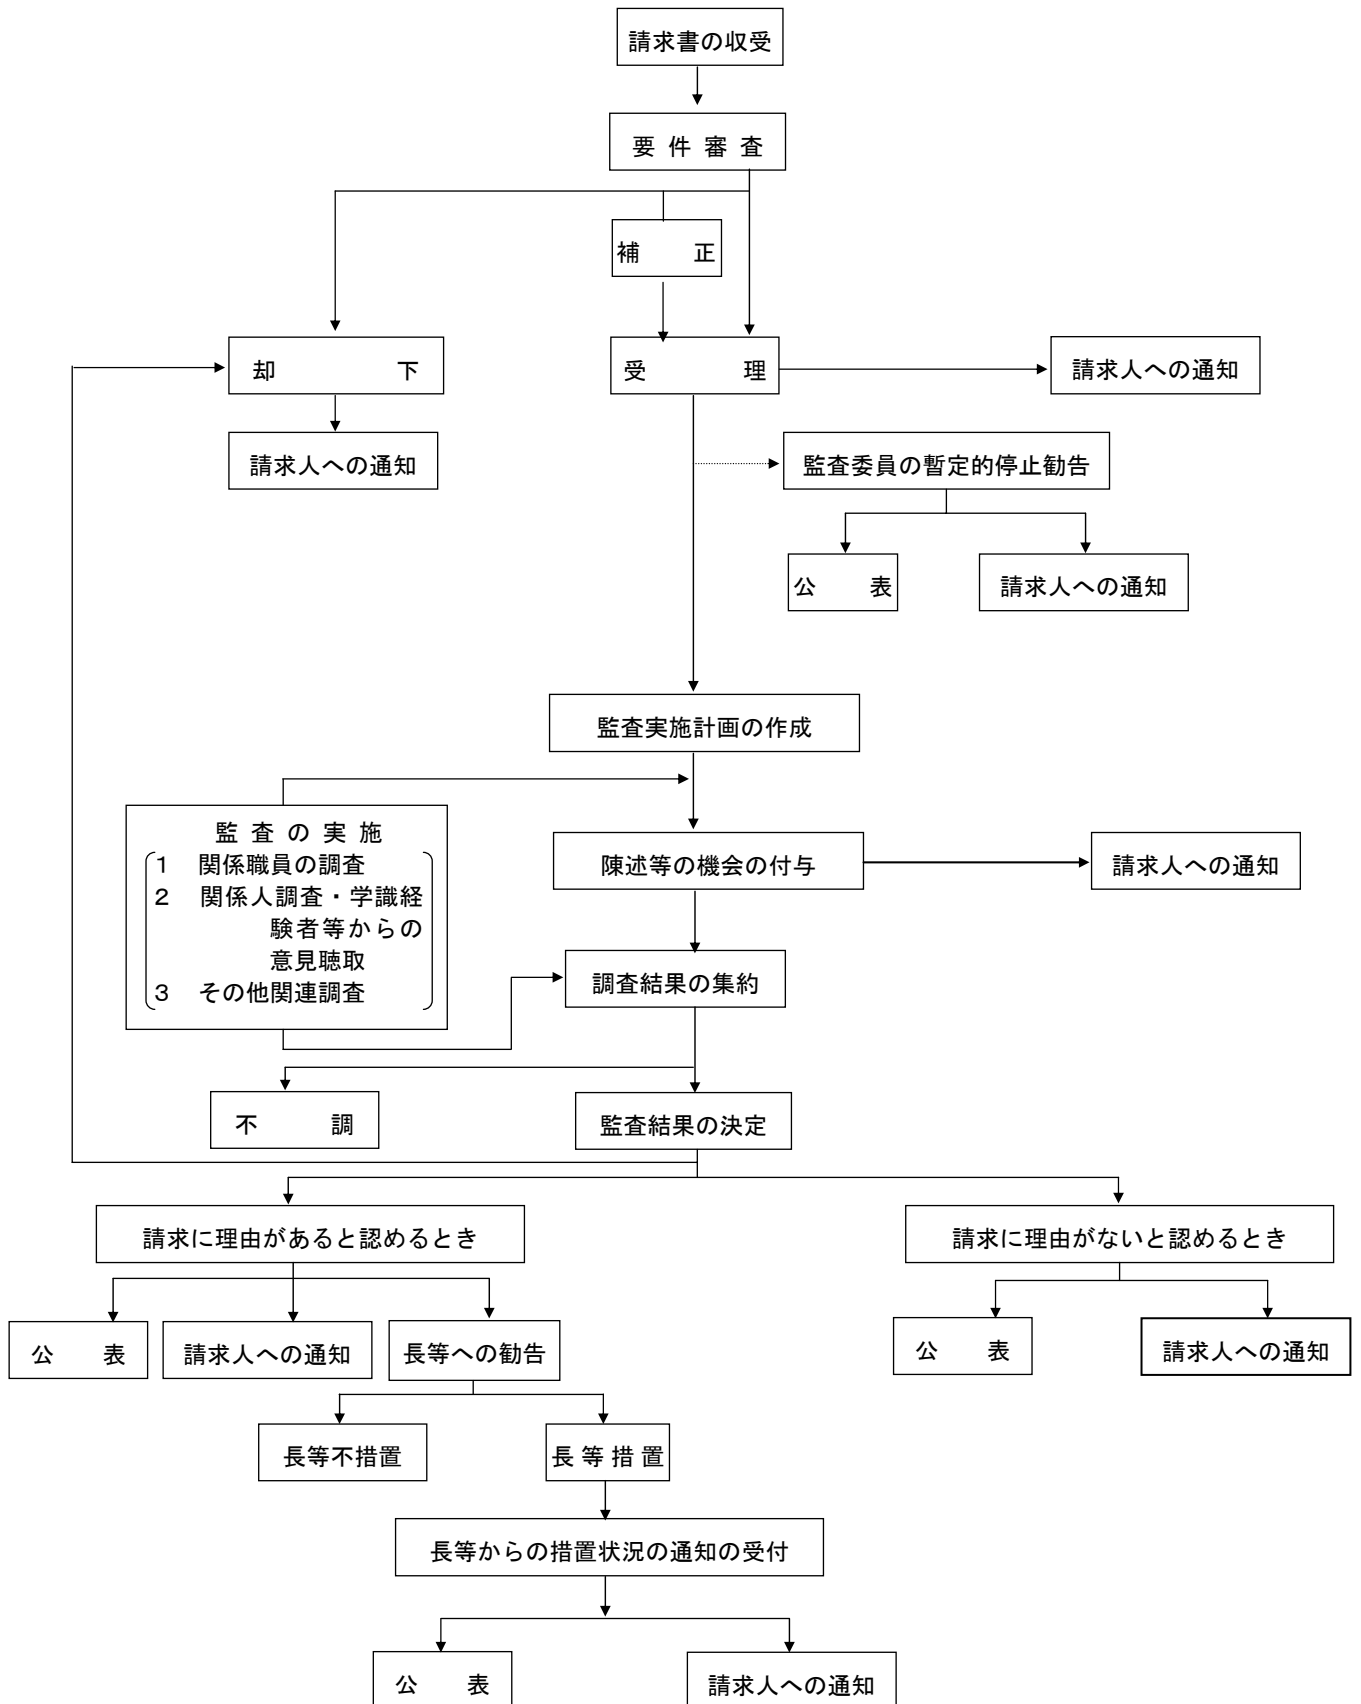 請求書の収受
要件審査
補　　正
却　　　　　下
受　　　　理
請求人への通知
請求人への通知
監査委員の暫定的停止勧告
公　　表
請求人への通知
監査実施計画の作成
監査の実施
1　関係職員の調査
2　関係人調査・学識経
験者等からの
意見聴取
3　その他関連調査
陳述等の機会の付与
請求人への通知
調査結果の集約
不　　　調
監査結果の決定
請求に理由があると認めるとき
請求に理由がないと認めるとき
公　　表
請求人への通知
長等への勧告
公　　表
請求人への通知
長等不措置
長等措置
長等からの措置状況の通知の受付
公　　表
請求人への通知